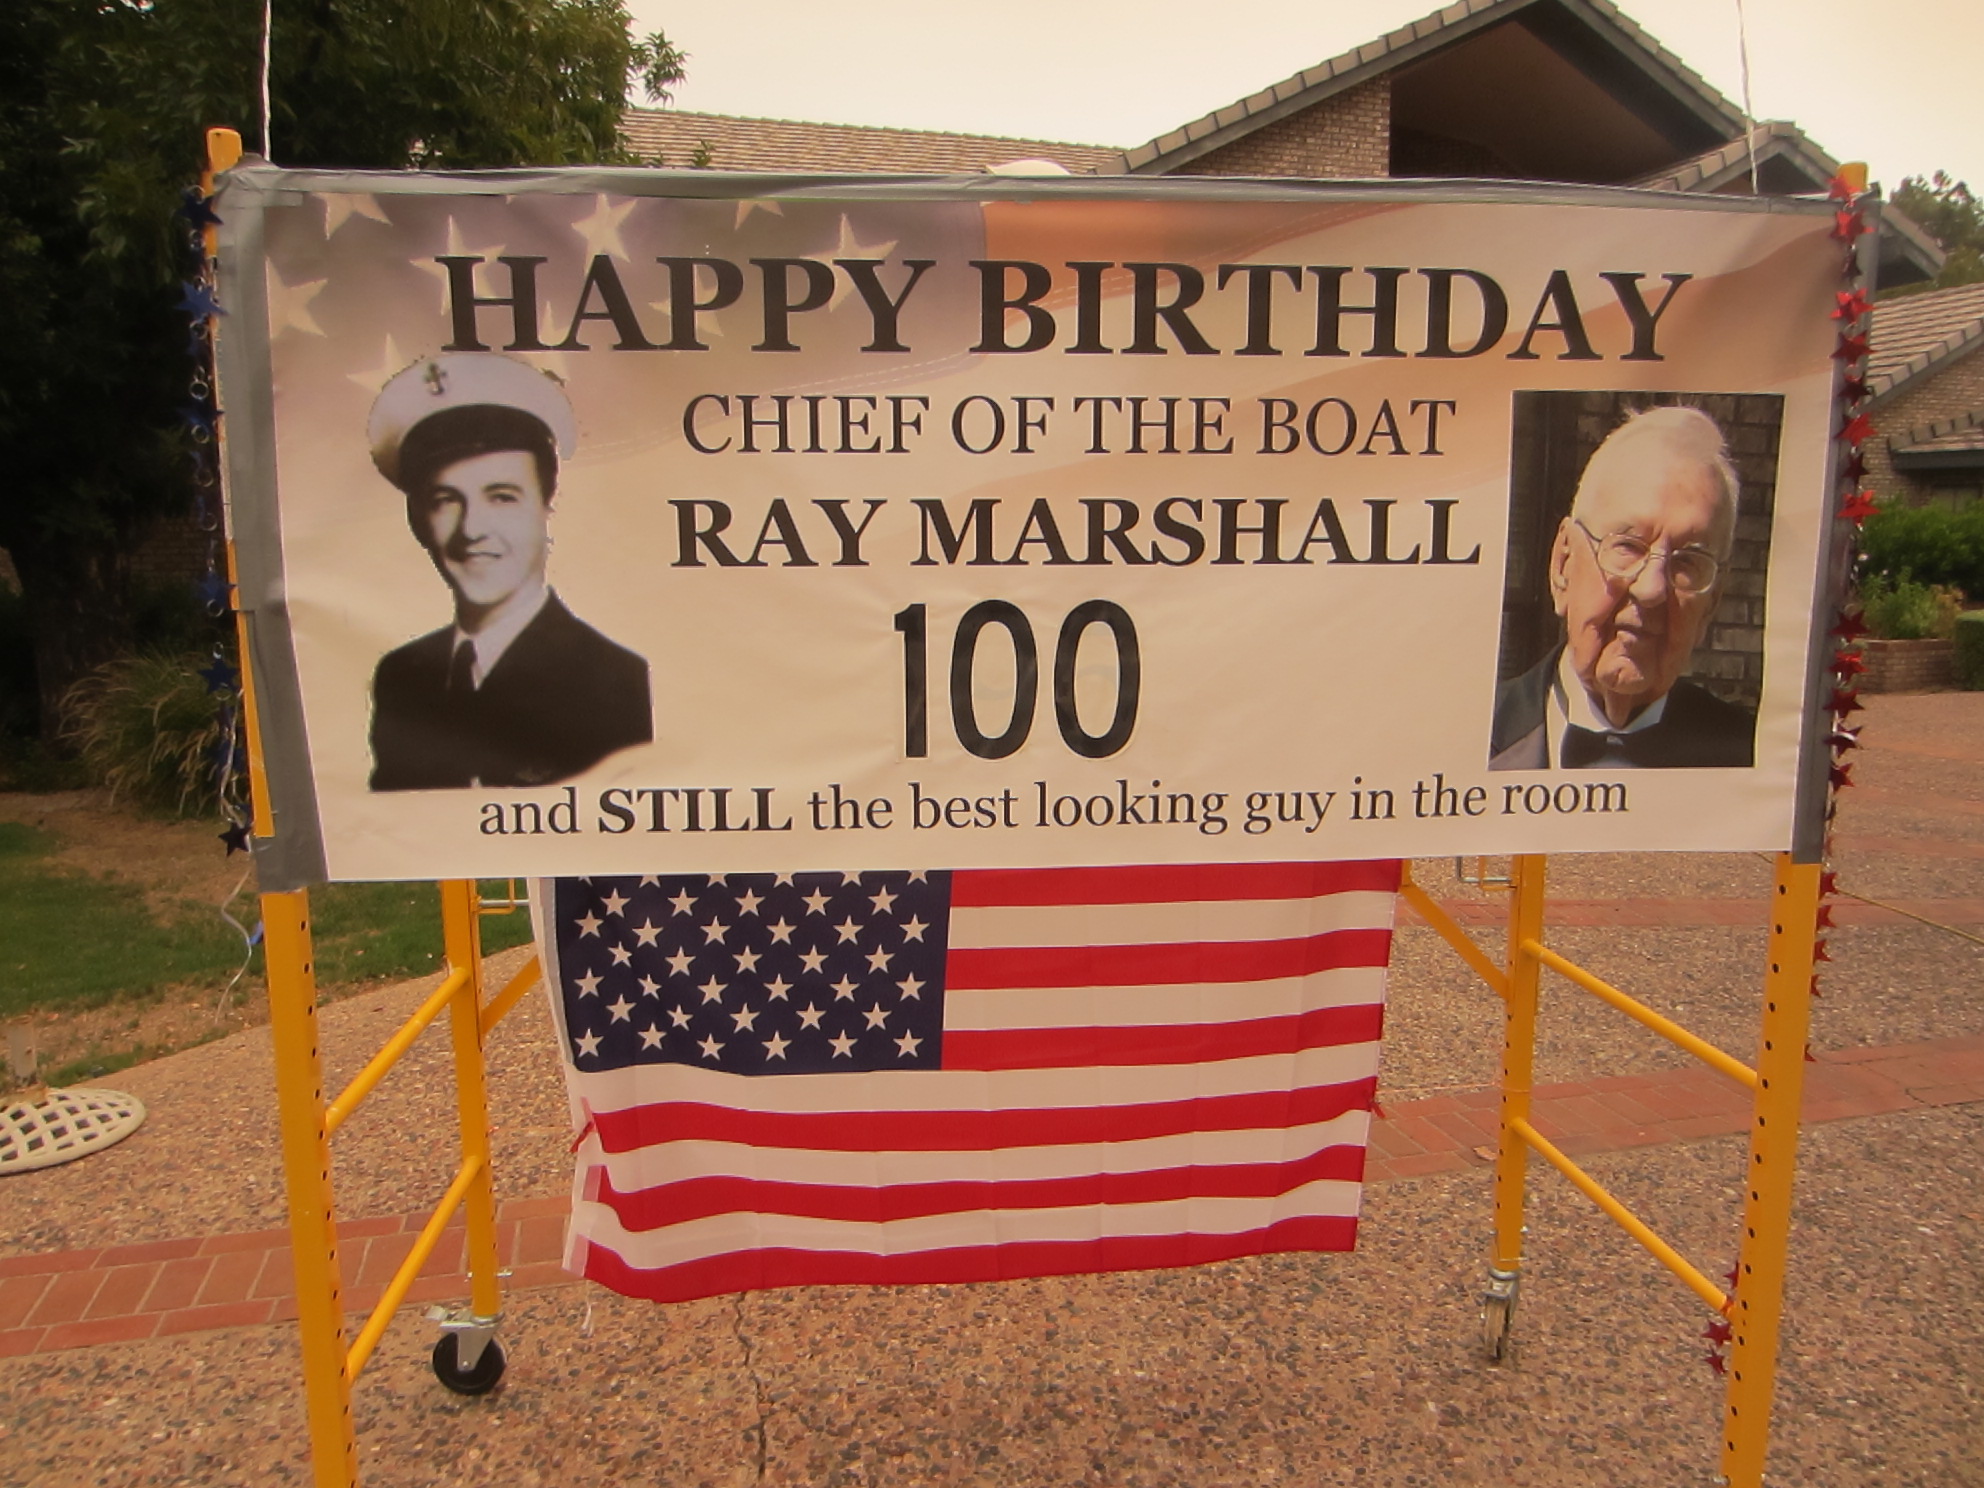 HAPPY BIRTHDAY
CHIEF OF THE BOAT
RAY MARSHALL
100
and STILL the best looking guy in the room